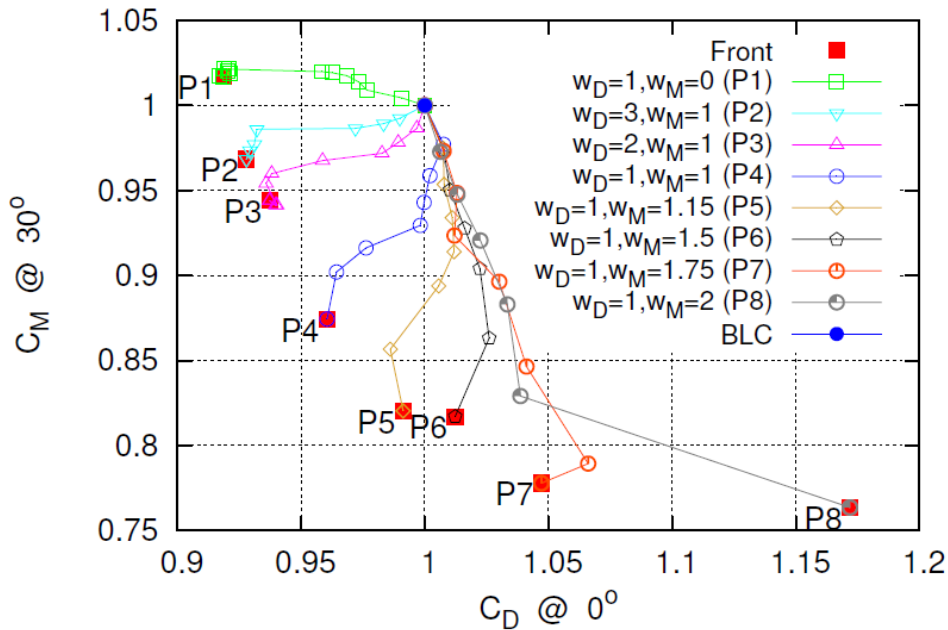 1.05
1
0.95
0.9
0.85
0.8
0.75
C_M @ 30°
0.9 0.95 1 1.05 1.1 1.15 1.2
C_D @ 0°
Front
w_D=1,w_M=0 (P1)
w_D=3,w_M=1 (P2)
w_D=2,w_M=1 (P3)
w_D=1,w_M=1 (P4)
w_D=1,w_M=1.15 (P5)
w_D=1,w_M=1.5 (P6)
w_D=1,w_M=1.75 (P7)
w_D=1,w_M=2 (P8)
BLC
P1
P2
P3
P4
P5
P6
P7
P8